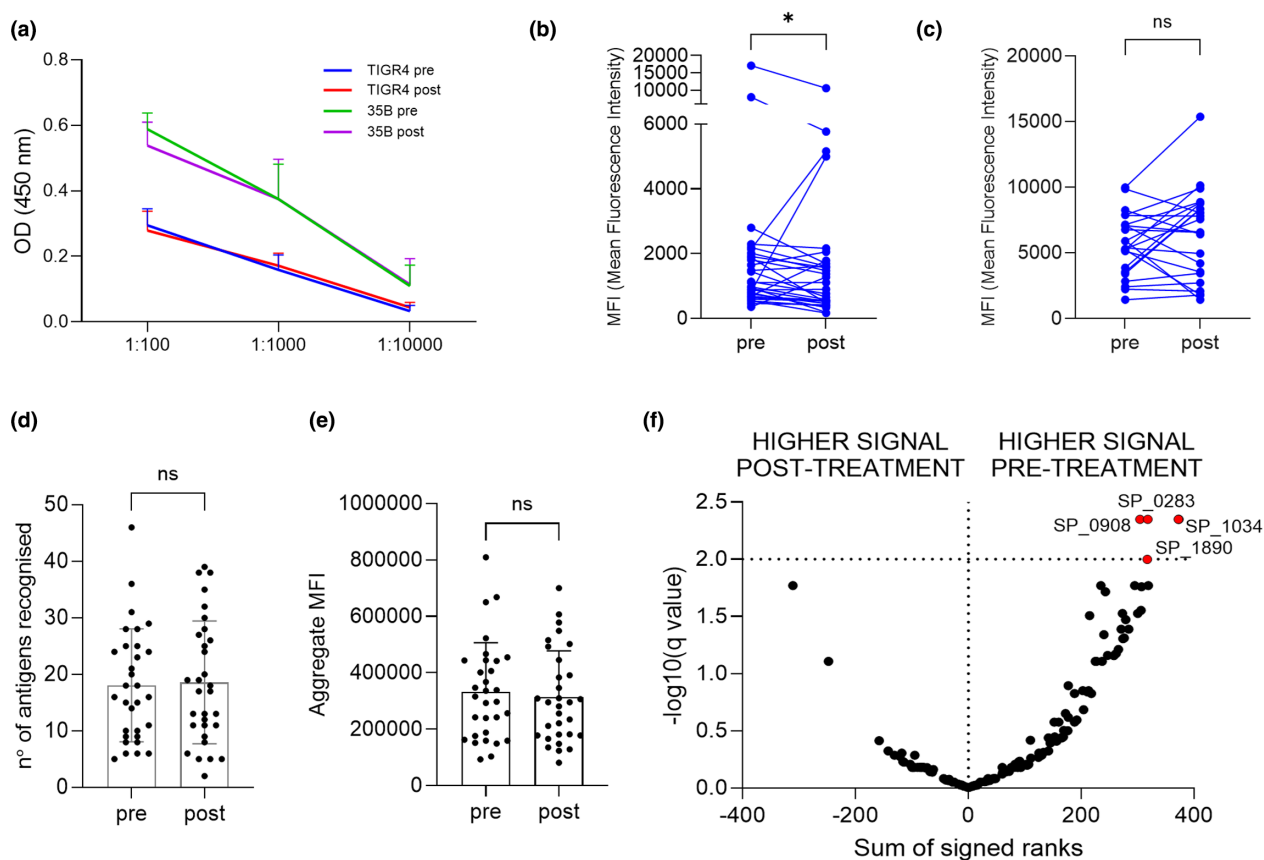 (a)
0.8
0.6
0.4
0.2
0.0
OD (450 nm)
TIGR4 pre
TIGR4 post
35B pre
35B post
1:100
1:1000
1:10000
(b)
*
20000
15000
10000
6000
4000
2000
0
MFI (Mean Fluorescence Intensity)
pre
post
(c)
ns
20000
15000
10000
5000
0
MFI (Mean Fluorescence Intensity)
pre
post
(d)
ns
50
40
30
20
10
0
n° of antigens recognised
pre
post
(e)
ns
1000000
800000
600000
400000
200000
0
Aggregate MFI
pre
post
(f)
HIGHER SIGNAL
POST-TREATMENT
HIGHER SIGNAL
PRE-TREATMENT
2.5
2.0
1.5
1.0
0.5
0.0
-log10(q value)
SP_0283
SP_0908
SP_1034
SP_1890
-400
-200
0
200
400
Sum of signed ranks